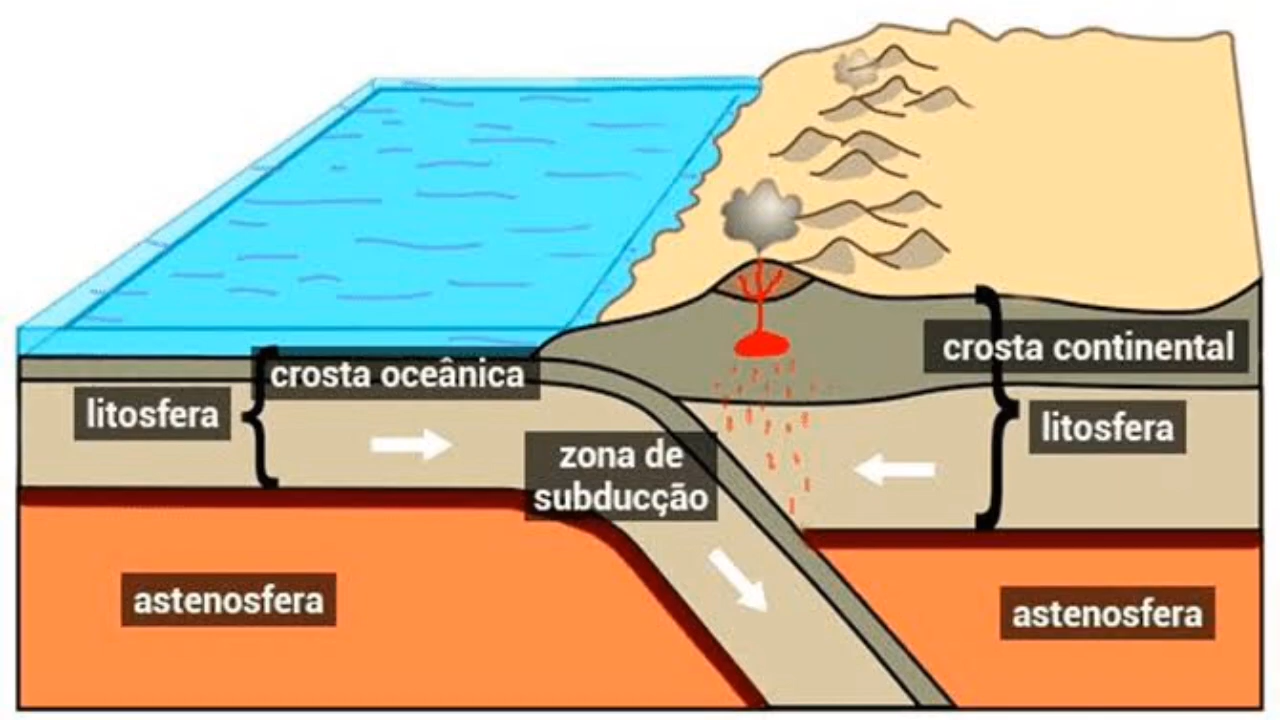 crosta continental
crosta oceânica
litosfera
litosfera
zona de
subducção
astenosfera
astenosfera